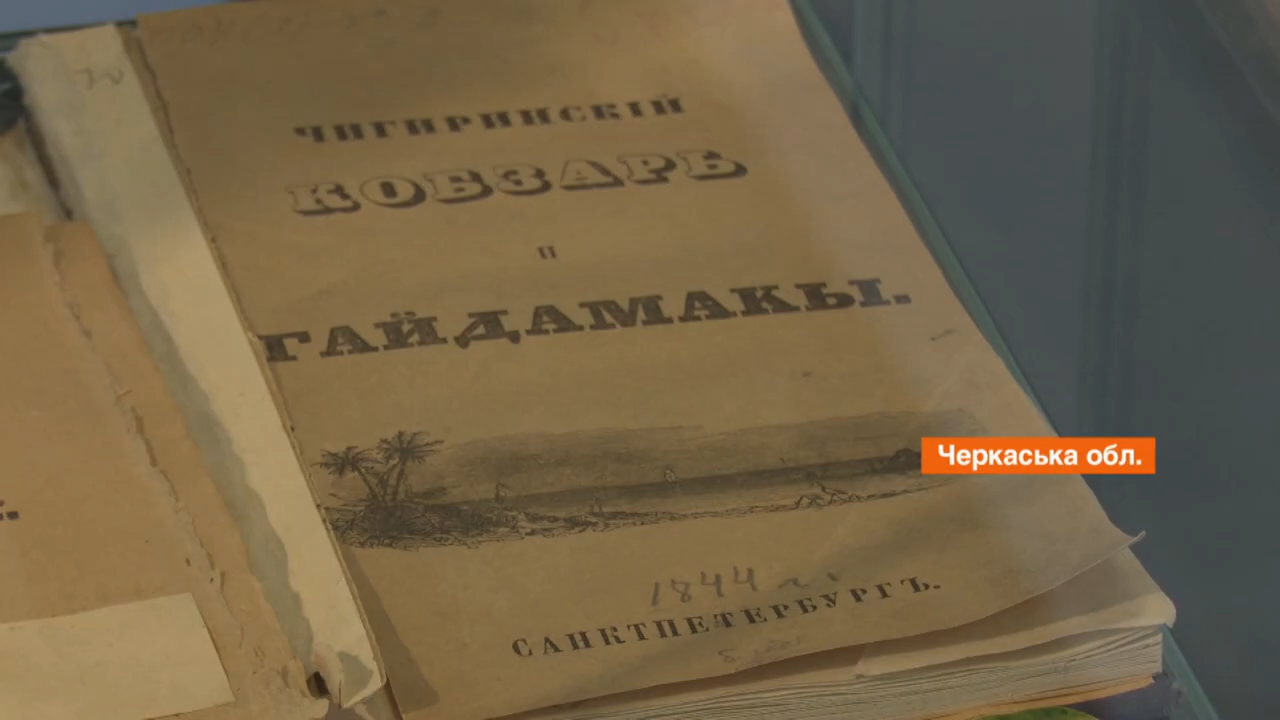 ЧИГИРИНСКІЙ
КОБЗАРЬ
И
ГАЙДАМАКЫ.
1844 г.
САНКТПЕТЕРБУРГЪ.
Черкаська обл.